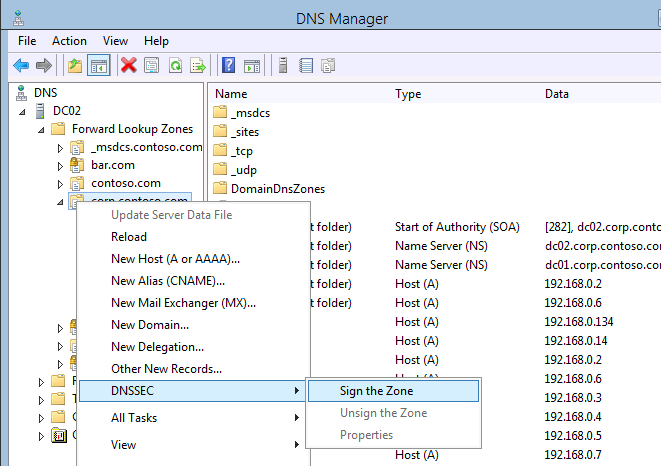 DNS Manager
File Action View Help
DNS
DC02
Forward Lookup Zones
_msdcs.contoso.com
bar.com
contoso.com
corp.contoso.com
Update Server Data File
Reload
New Host (A or AAAA)...
New Alias (CNAME)...
New Mail Exchanger (MX)...
New Domain...
New Delegation...
Other New Records...
DNSSEC
All Tasks
View
Sign the Zone
Unsign the Zone
Properties
Name Type Data
_msdcs
_sites
_tcp
_udp
DomainDnsZones
t folder) Start of Authority (SOA) [282], dc02.corp.conto
t folder) Name Server (NS) dc02.corp.contoso.com
t folder) Name Server (NS) dc01.corp.contoso.com
t folder) Host (A) 192.168.0.2
t folder) Host (A) 192.168.0.6
Host (A) 192.168.0.134
Host (A) 192.168.0.14
Host (A) 192.168.0.2
Host (A) 192.168.0.6
192.168.0.3
192.168.0.4
192.168.0.5
Host (A) 192.168.0.7